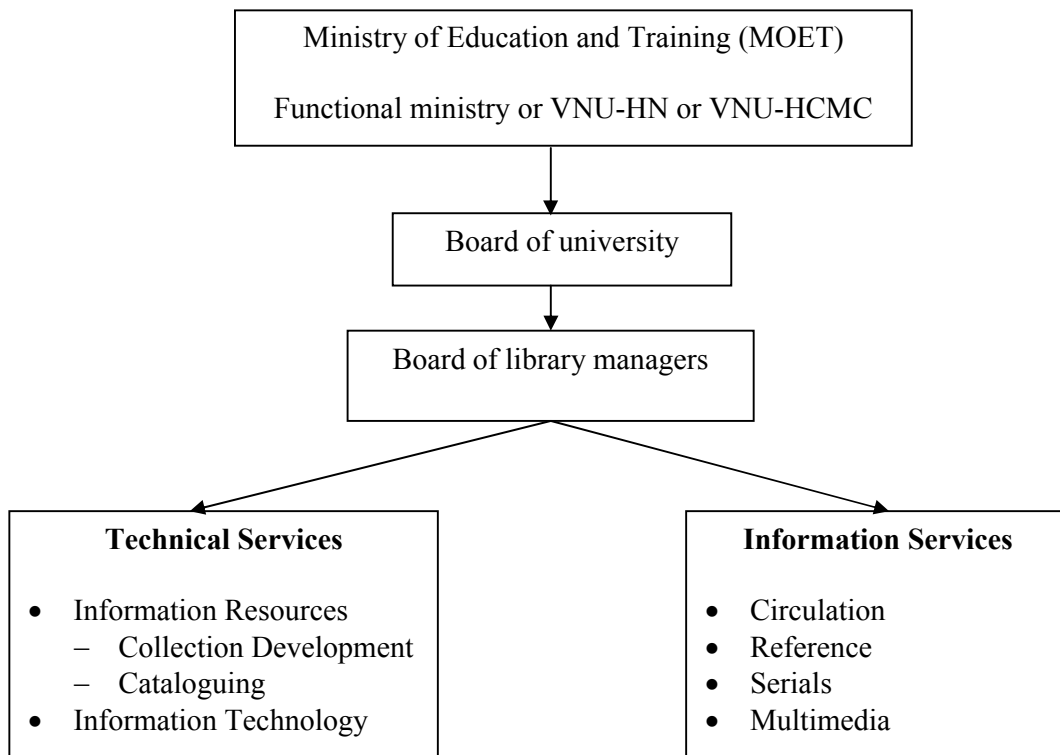 Ministry of Education and Training (MOET)
Functional ministry or VNU-HN or VNU-HCMC
Board of university
Board of library managers
Technical Services
• Information Resources
– Collection Development
– Cataloguing
• Information Technology
Information Services
• Circulation
• Reference
• Serials
• Multimedia